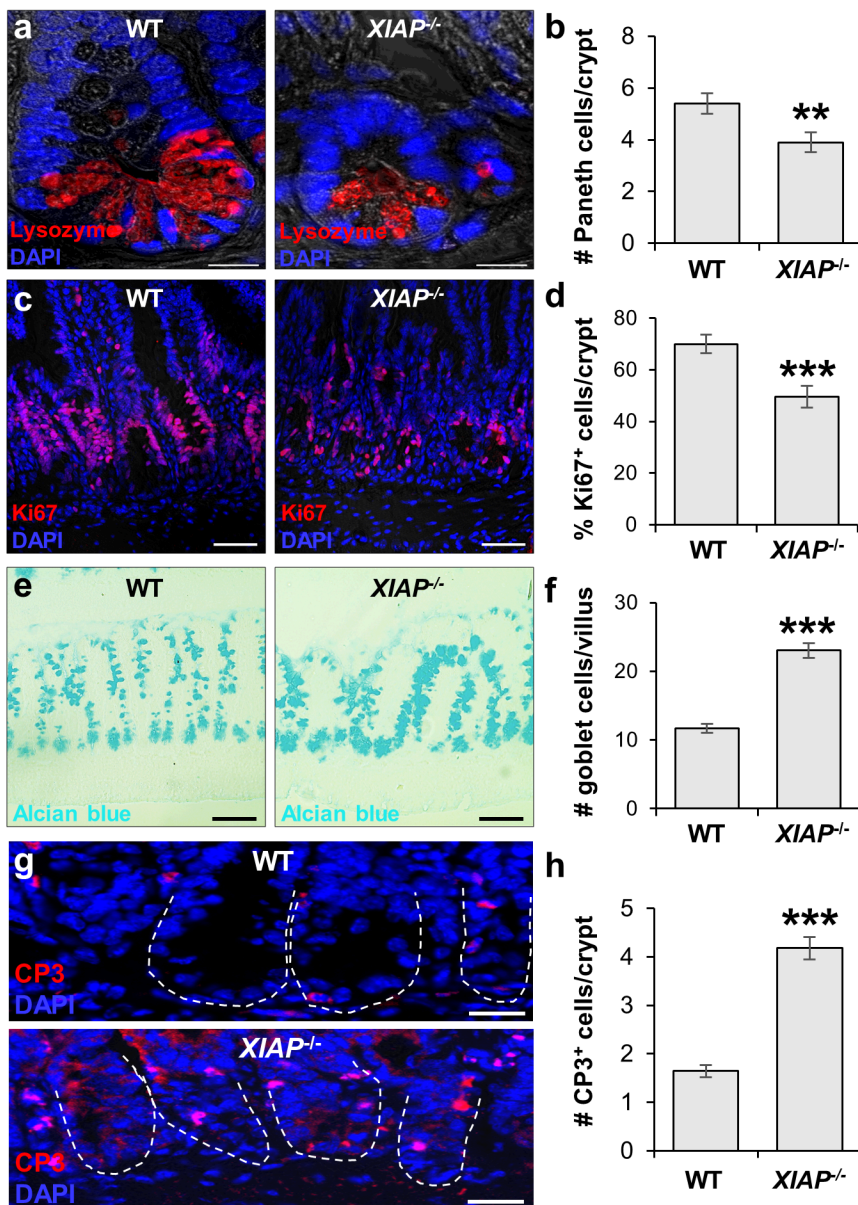 a
WT
XIAP-/-
Lysozyme
DAPI
Lysozyme
DAPI
b
# Paneth cells/crypt
8
6
4
2
0
**
WT
XIAP-/-
c
WT
XIAP-/-
Ki67
DAPI
Ki67
DAPI
d
% Ki67+ cells/crypt
80
60
40
20
0
***
WT
XIAP-/-
e
WT
XIAP-/-
Alcian blue
Alcian blue
f
# goblet cells/villus
30
20
10
0
***
WT
XIAP-/-
g
WT
CP3
DAPI
XIAP-/-
CP3
DAPI
h
# CP3+ cells/crypt
5
4
3
2
1
0
***
WT
XIAP-/-